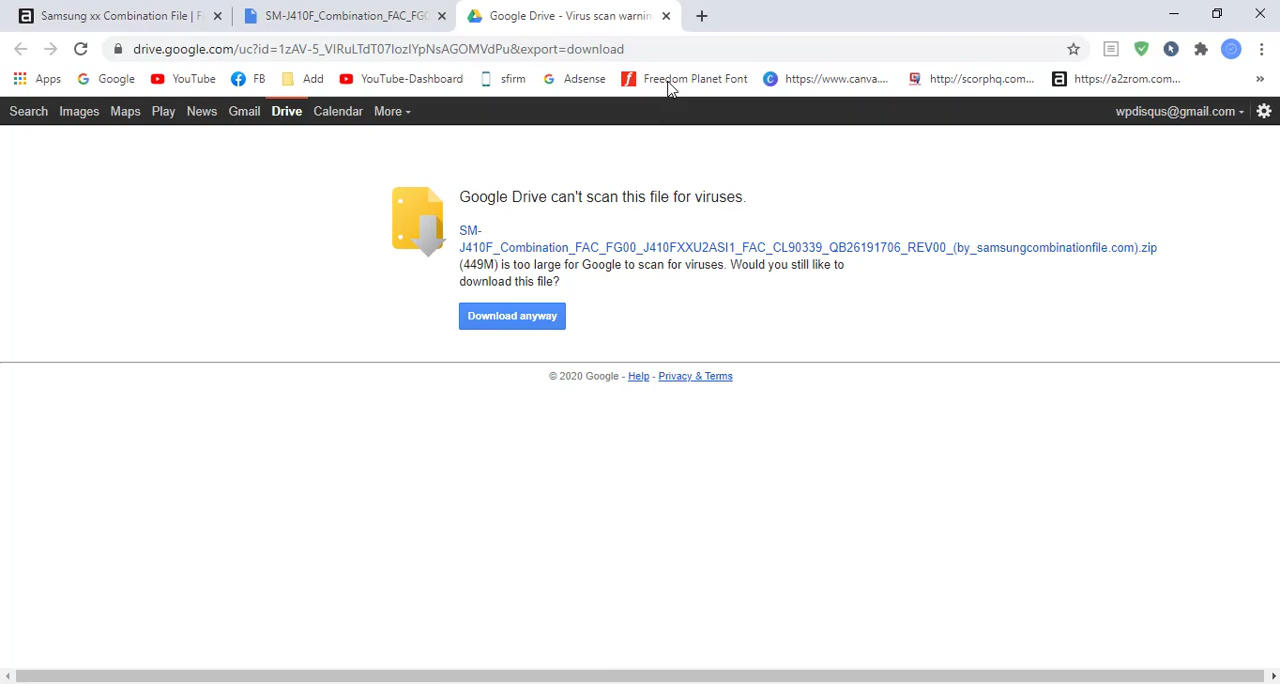 Samsung xx Combination File | F
SM-J410F_Combination_FAC_FG0
Google Drive - Virus scan warnin
drive.google.com/uc?id=1zAV-5_VIRuLTdT07IozIYpNsAGOMVdPu&export=download
Apps Google YouTube FB Add YouTube-Dashboard sfirm Adsense Freedom Planet Font https://www.canva.... http://scorphq.com... https://a2zrom.com... »
Search Images Maps Play News Gmail Drive Calendar More
wpdisqus@gmail.com
Google Drive can't scan this file for viruses.
SM-
J410F_Combination_FAC_FG00_J410FXXU2ASI1_FAC_CL90339_QB26191706_REV00_(by_samsungcombinationfile.com).zip
(449M) is too large for Google to scan for viruses. Would you still like to
download this file?
Download anyway
© 2020 Google - Help - Privacy & Terms